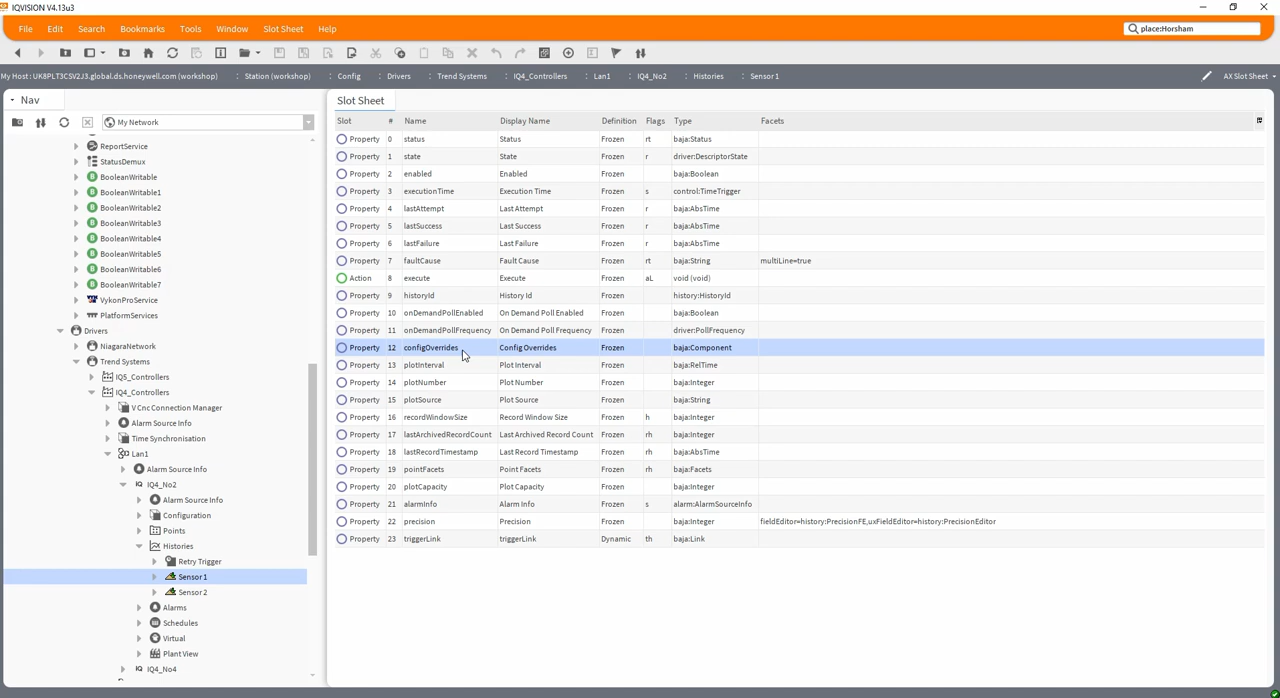 IQVISION V4.13u3
File Edit Search Bookmarks Tools Window Slot Sheet Help
place:Horsham
My Host : UK8PLT3CSV2J3.global.ds.honeywell.com (workshop) : Station (workshop) : Config : Drivers : Trend Systems : IQ4_Controllers : Lan1 : IQ4_No2 : Histories : Sensor 1
AX Slot Sheet
Nav
My Network
ReportService
StatusDemux
BooleanWritable
BooleanWritable1
BooleanWritable2
BooleanWritable3
BooleanWritable4
BooleanWritable5
BooleanWritable6
BooleanWritable7
VykonProService
PlatformServices
Drivers
NiagaraNetwork
Trend Systems
IQ5_Controllers
IQ4_Controllers
V Cnc Connection Manager
Alarm Source Info
Time Synchronisation
Lan1
Alarm Source Info
IQ IQ4_No2
Alarm Source Info
Configuration
Points
Histories
Retry Trigger
Sensor 1
Sensor 2
Alarms
Schedules
Virtual
Plant View
IQ IQ4_No4
Slot Sheet
Slot # Name Display Name Definition Flags Type Facets
Property 0 status Status Frozen rt baja:Status
Property 1 state State Frozen r driver:DescriptorState
Property 2 enabled Enabled Frozen baja:Boolean
Property 3 executionTime Execution Time Frozen s control:TimeTrigger
Property 4 lastAttempt Last Attempt Frozen r baja:AbsTime
Property 5 lastSuccess Last Success Frozen r baja:AbsTime
Property 6 lastFailure Last Failure Frozen r baja:AbsTime
Property 7 faultCause Fault Cause Frozen rt baja:String multiLine=true
Action 8 execute Execute Frozen aL void (void)
Property 9 historyId History Id Frozen history:HistoryId
Property 10 onDemandPollEnabled On Demand Poll Enabled Frozen baja:Boolean
Property 11 onDemandPollFrequency On Demand Poll Frequency Frozen driver:PollFrequency
Property 12 configOverrides Config Overrides Frozen baja:Component
Property 13 plotInterval Plot Interval Frozen baja:RelTime
Property 14 plotNumber Plot Number Frozen baja:Integer
Property 15 plotSource Plot Source Frozen baja:String
Property 16 recordWindowSize Record Window Size Frozen h baja:Integer
Property 17 lastArchivedRecordCount Last Archived Record Count Frozen rh baja:Integer
Property 18 lastRecordTimestamp Last Record Timestamp Frozen rh baja:AbsTime
Property 19 pointFacets Point Facets Frozen rh baja:Facets
Property 20 plotCapacity Plot Capacity Frozen baja:Integer
Property 21 alarmInfo Alarm Info Frozen s alarm:AlarmSourceInfo
Property 22 precision Precision Frozen baja:Integer fieldEditor=history:PrecisionFE,uxFieldEditor=history:PrecisionEditor
Property 23 triggerLink triggerLink Dynamic th baja:Link